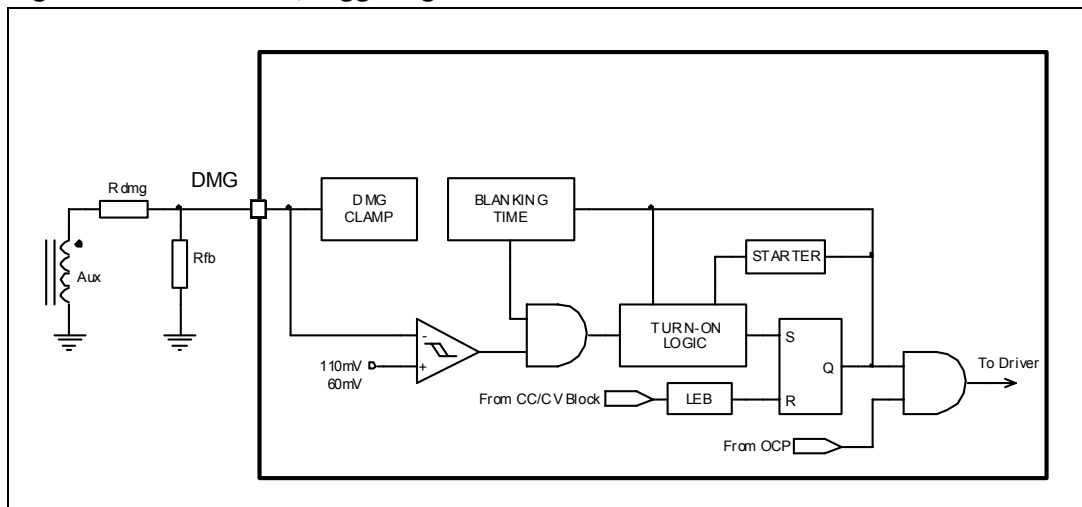 DMG
Rdmg
Rfb
Aux
DMG
CLAMP
BLANKING
TIME
STARTER
TURN-ON
LOGIC
-
+
110mV
60mV
S
Q
R
From CC/CV Block
LEB
From OCP
To Driver